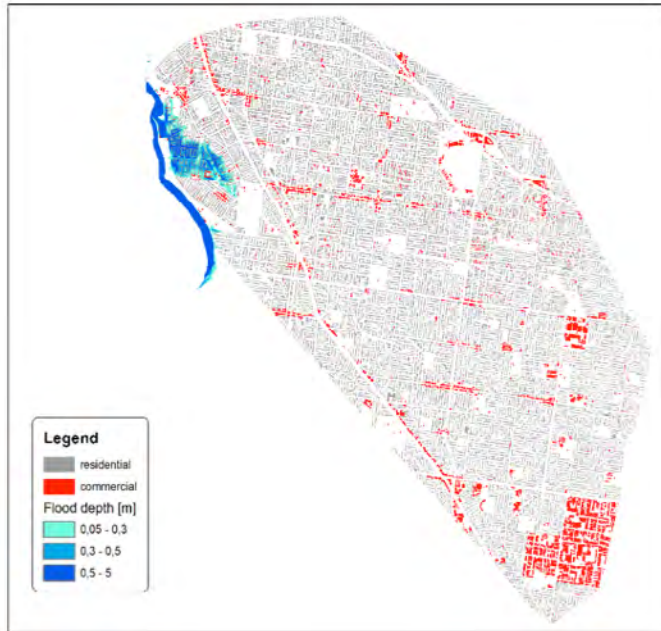 Legend
residential
commercial
Flood depth [m]
0,05 - 0,3
0,3 - 0,5
0,5 - 5